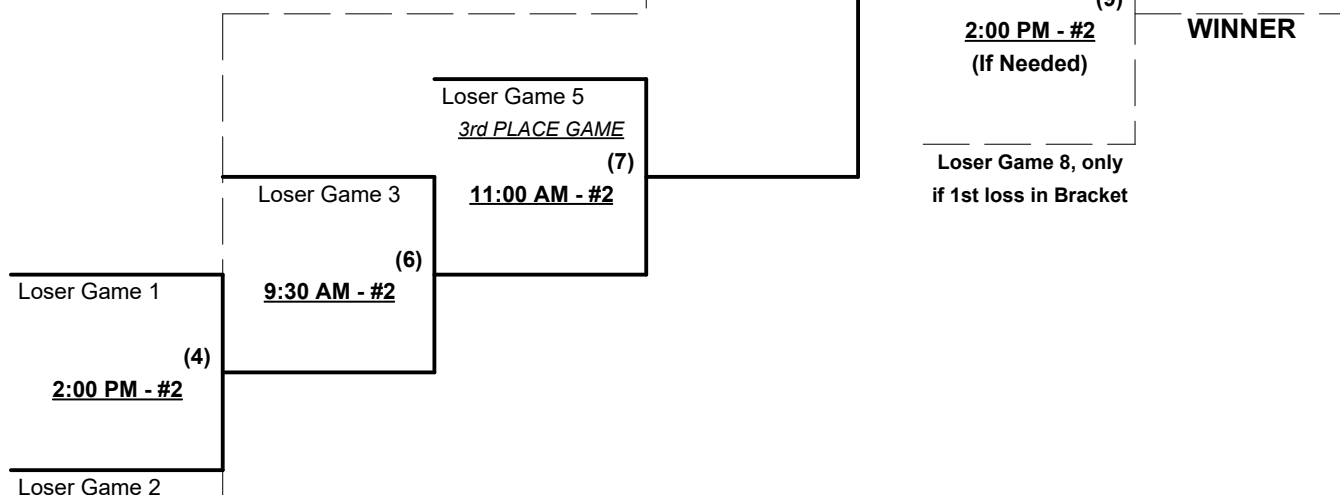 (9)
2:00 PM - #2
WINNER
(If Needed)
Loser Game 5
3rd PLACE GAME
(7)
11:00 AM - #2
Loser Game 8, only
if 1st loss in Bracket
Loser Game 3
(6)
9:30 AM - #2
Loser Game 1
(4)
2:00 PM - #2
Loser Game 2